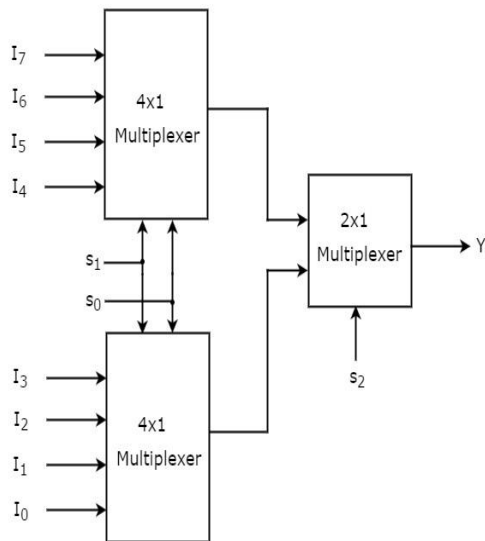 I₇
I₆
I₅
I₄
4x1
Multiplexer
s₁
s₀
2x1
Multiplexer
Y
s₂
I₃
I₂
I₁
I₀
4x1
Multiplexer